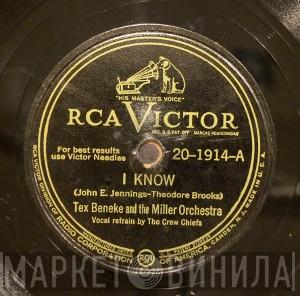 "HIS MASTER'S VOICE"
RCA VICTOR
REG. U.S. PAT. OFF. MARCAS REGISTRADAS
For best results
use Victor Needles
20-1914-A
I KNOW
(John E. Jennings-Theodore Brooks)
Tex Beneke and the Miller Orchestra
Vocal refrain by The Crew Chiefs
RCA VICTOR DIVISION OF RADIO CORPORATION OF AMERICA, CAMDEN, N.J., MADE IN U.S.A.
МАРКЕТ ВИНИЛА